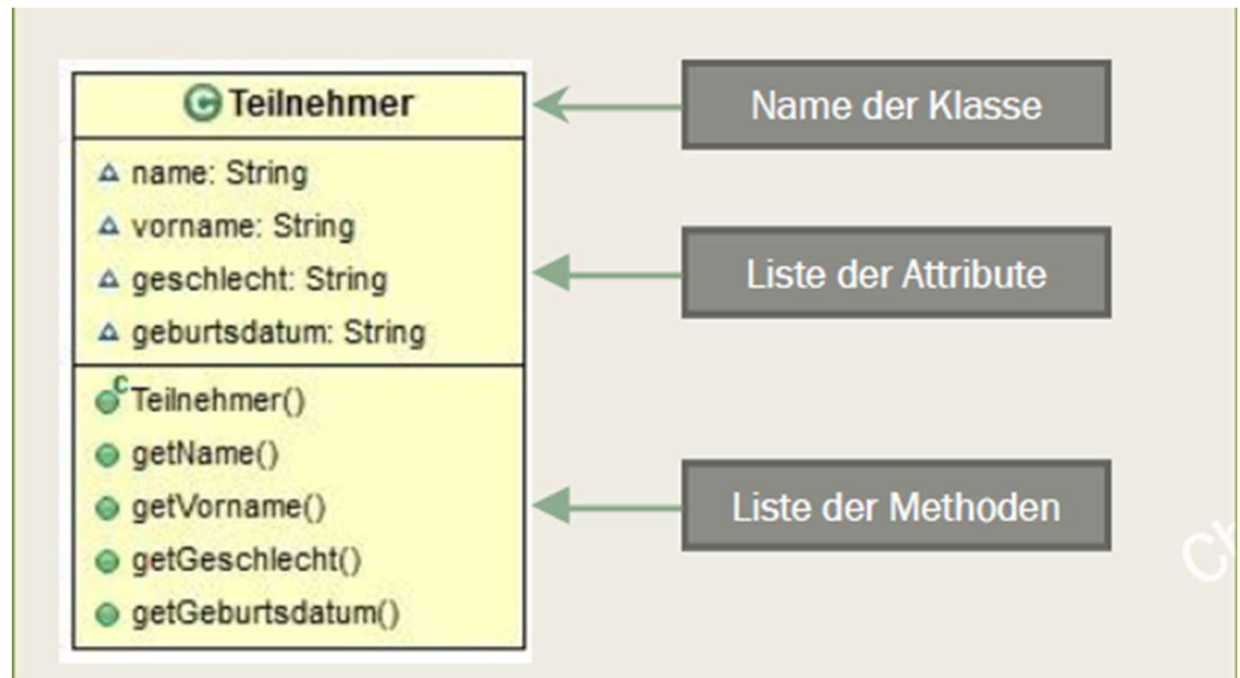 Teilnehmer
name: String
vorname: String
geschlecht: String
geburtsdatum: String
Teilnehmer()
getName()
getVorname()
getGeschlecht()
getGeburtsdatum()
Name der Klasse
Liste der Attribute
Liste der Methoden